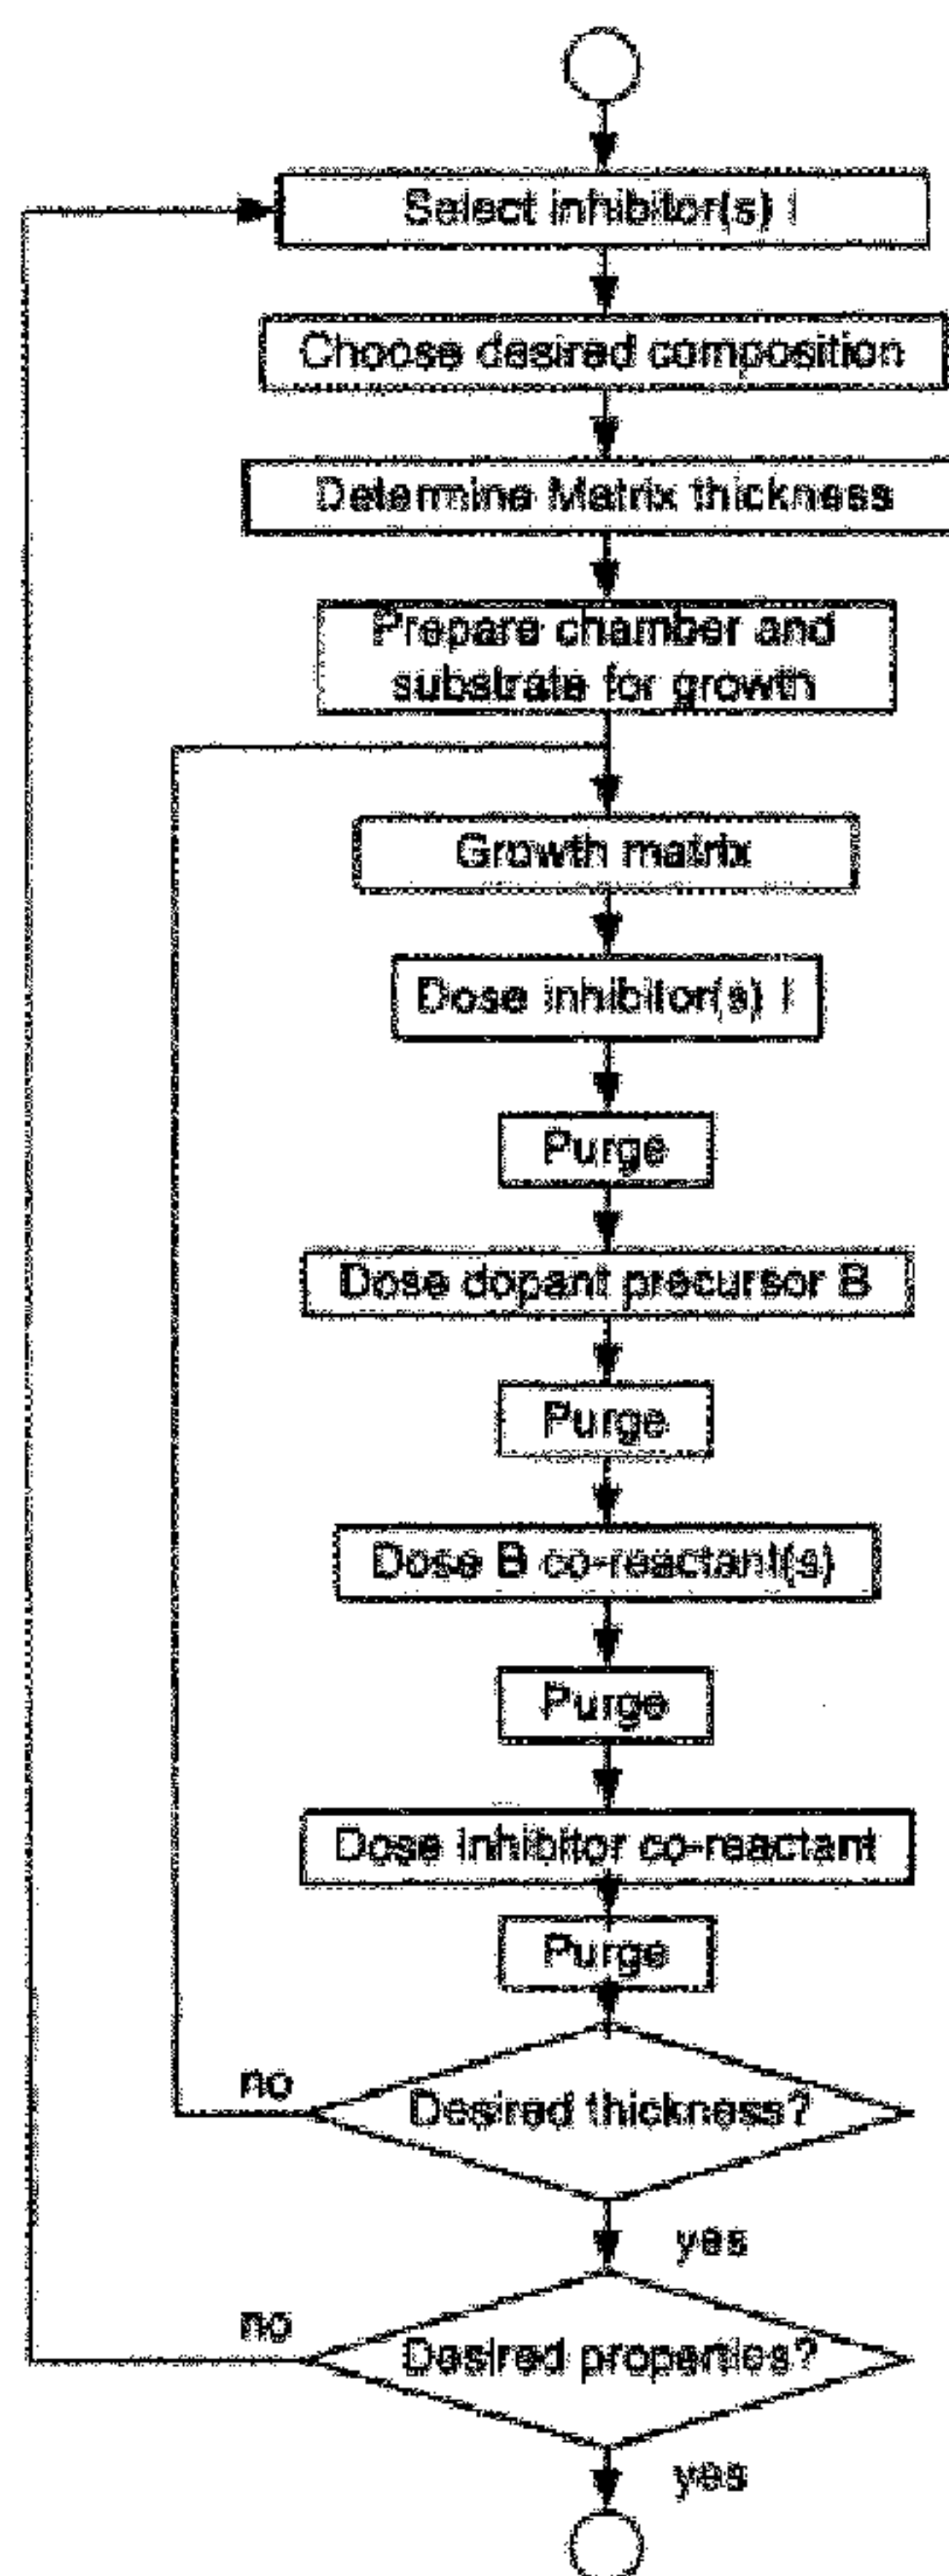 Select inhibitor(s) I
Choose desired composition
Determine Matrix thickness
Prepare chamber and
substrate for growth
Growth matrix
Dose inhibitor(s) I
Purge
Dose dopant precursor B
Purge
Dose B co-reactant(s)
Purge
Dose inhibitor co-reactant
Purge
no
Desired thickness?
yes
no
Desired properties?
yes